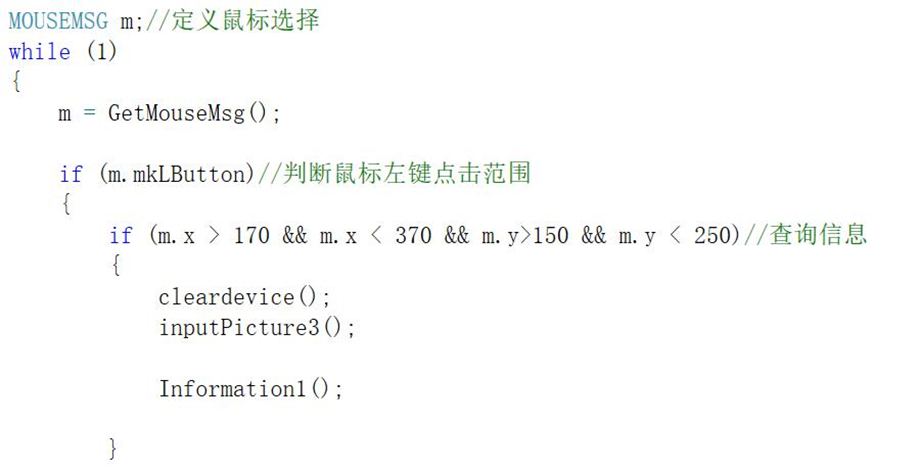 MOUSEMSG m;//定义鼠标选择
while (1)
{
m = GetMouseMsg();
if (m.mkLButton)//判断鼠标左键点击范围
{
if (m.x > 170 && m.x < 370 && m.y>150 && m.y < 250)//查询信息
{
cleardevice();
inputPicture3();
Information1();
}